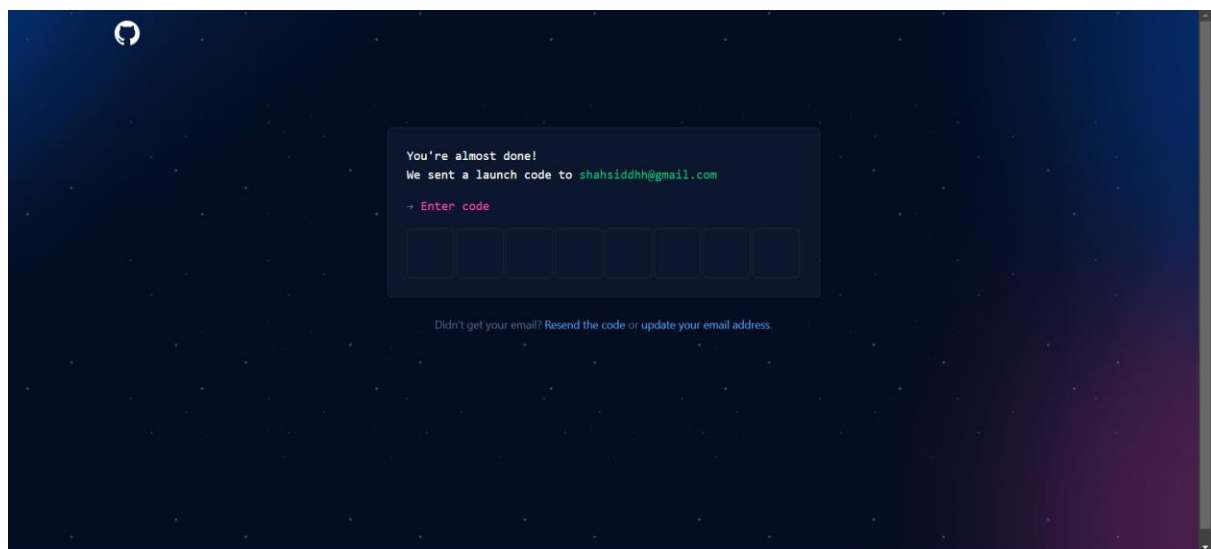 You're almost done!
We sent a launch code to shahsiddhh@gmail.com
→ Enter code
Didn't get your email? Resend the code or update your email address.